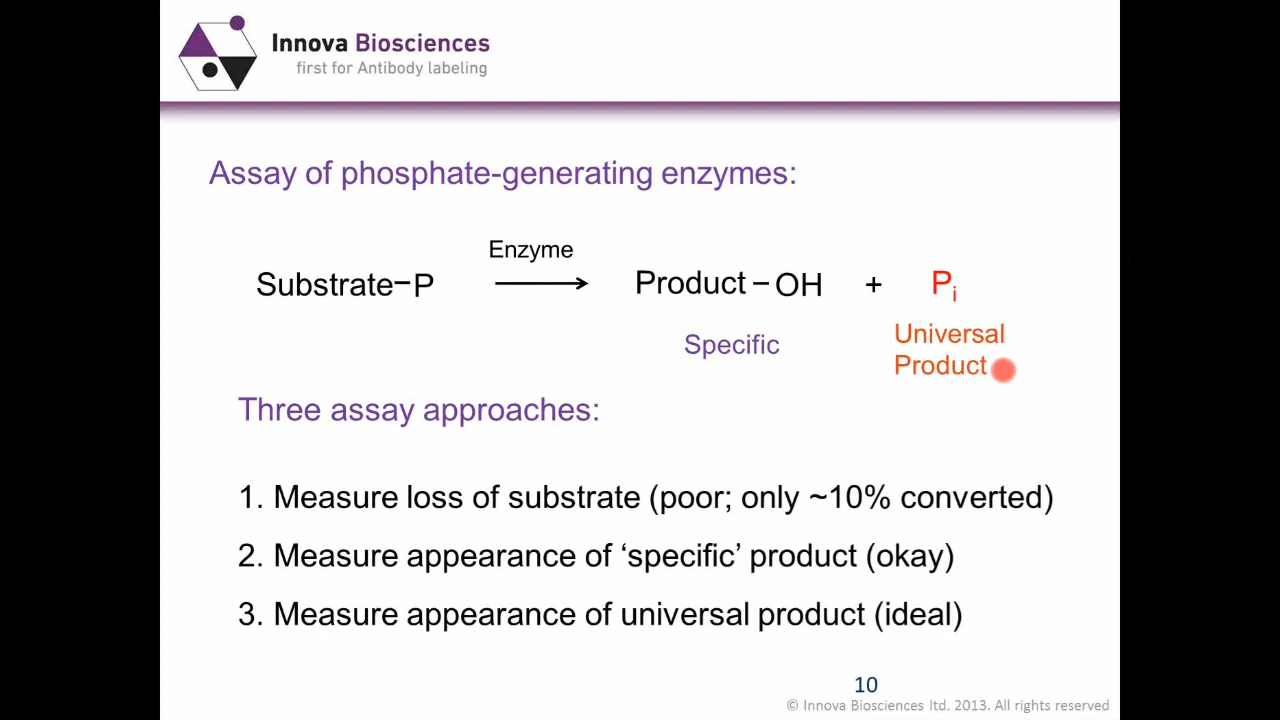 Innova Biosciences
first for Antibody labeling
Assay of phosphate-generating enzymes:
Enzyme
Substrate–P → Product – OH + Pi
Specific
Universal
Product
Three assay approaches:
1. Measure loss of substrate (poor; only ~10% converted)
2. Measure appearance of ‘specific’ product (okay)
3. Measure appearance of universal product (ideal)
10
© Innova Biosciences ltd. 2013. All rights reserved